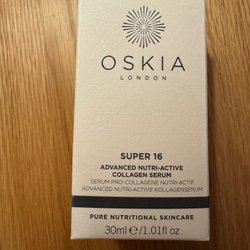 OSKIA
LONDON
SUPER 16
ADVANCED NUTRI-ACTIVE
COLLAGEN SERUM
SERUM PRO-COLLAGENE NUTRI-ACTIF
ADVANCED NUTRI-ACTIVE KOLLAGENSERUM
PURE NUTRITIONAL SKINCARE
30ml e /1.01fl oz